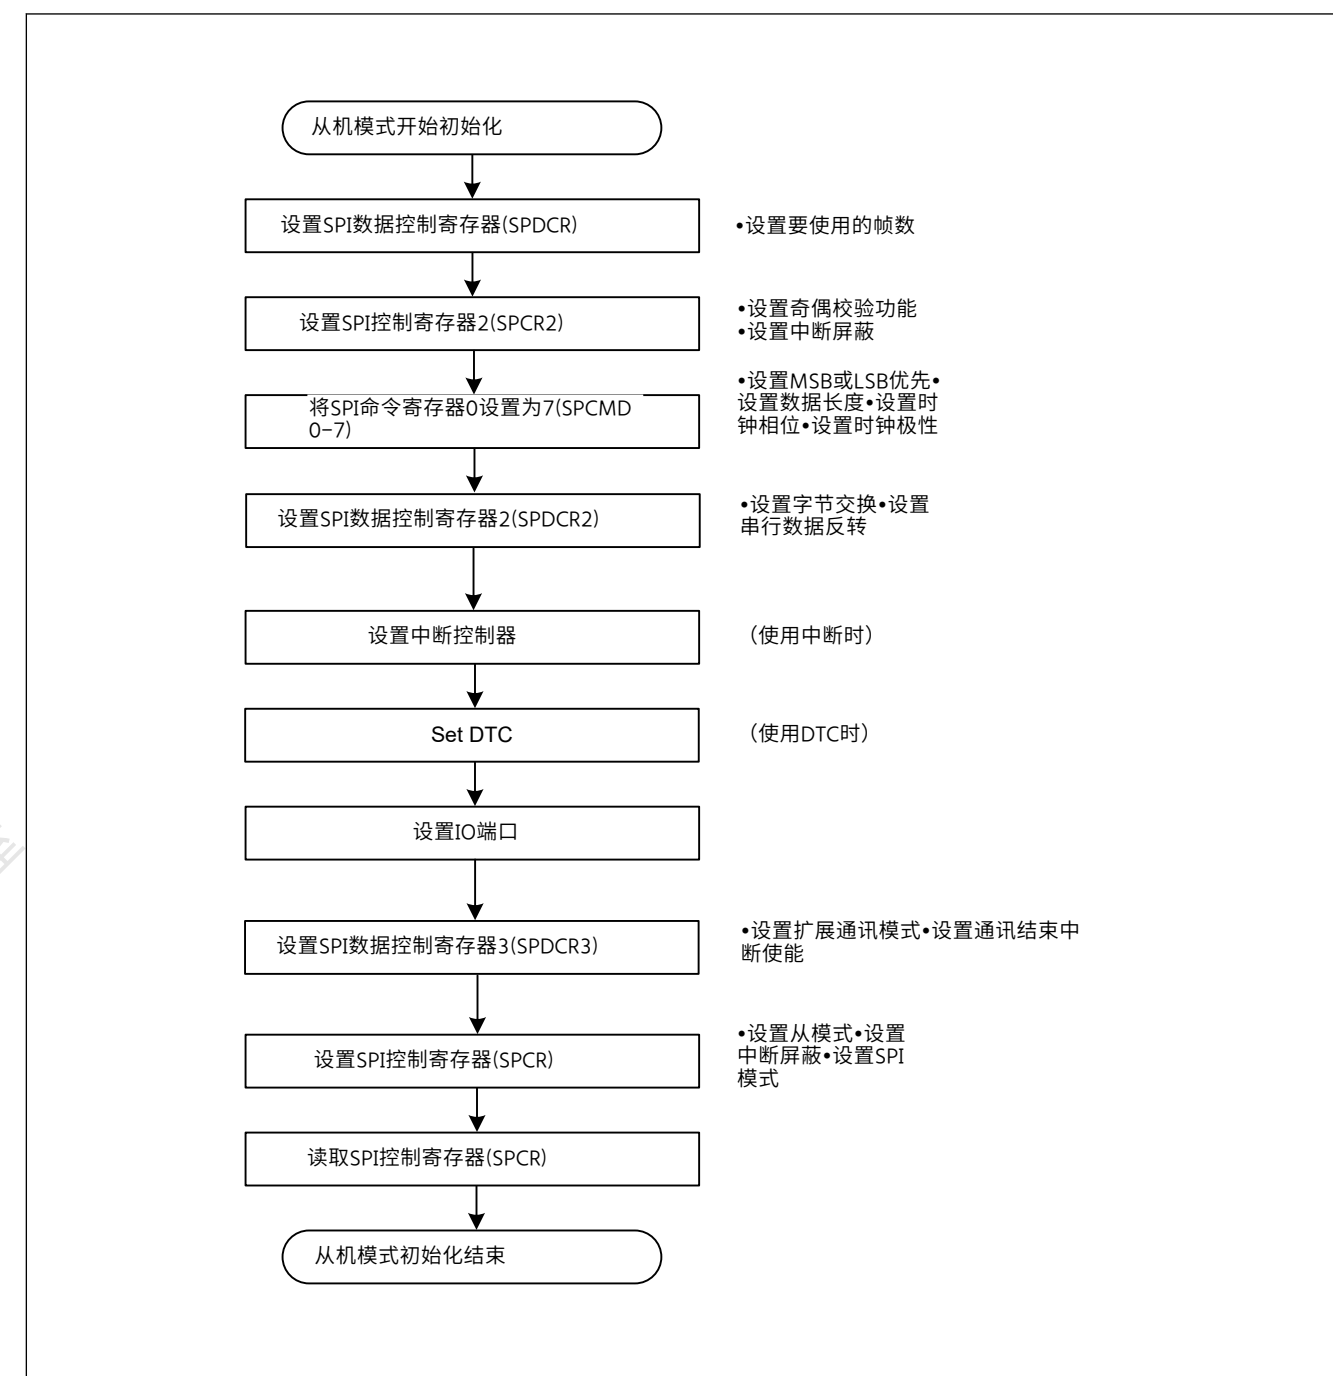 从机模式开始初始化
设置SPI数据控制寄存器(SPDCR)
•设置要使用的帧数
设置SPI控制寄存器2(SPCR2)
•设置奇偶校验功能
•设置中断屏蔽
将SPI命令寄存器0设置为7(SPCMD
0−7)
•设置MSB或LSB优先•
设置数据长度•设置时
钟相位•设置时钟极性
设置SPI数据控制寄存器2(SPDCR2)
•设置字节交换•设置
串行数据反转
设置中断控制器
（使用中断时）
Set DTC
（使用DTC时）
设置IO端口
设置SPI数据控制寄存器3(SPDCR3)
•设置扩展通讯模式•设置通讯结束中
断使能
设置SPI控制寄存器(SPCR)
•设置从模式•设置
中断屏蔽•设置SPI
模式
读取SPI控制寄存器(SPCR)
从机模式初始化结束